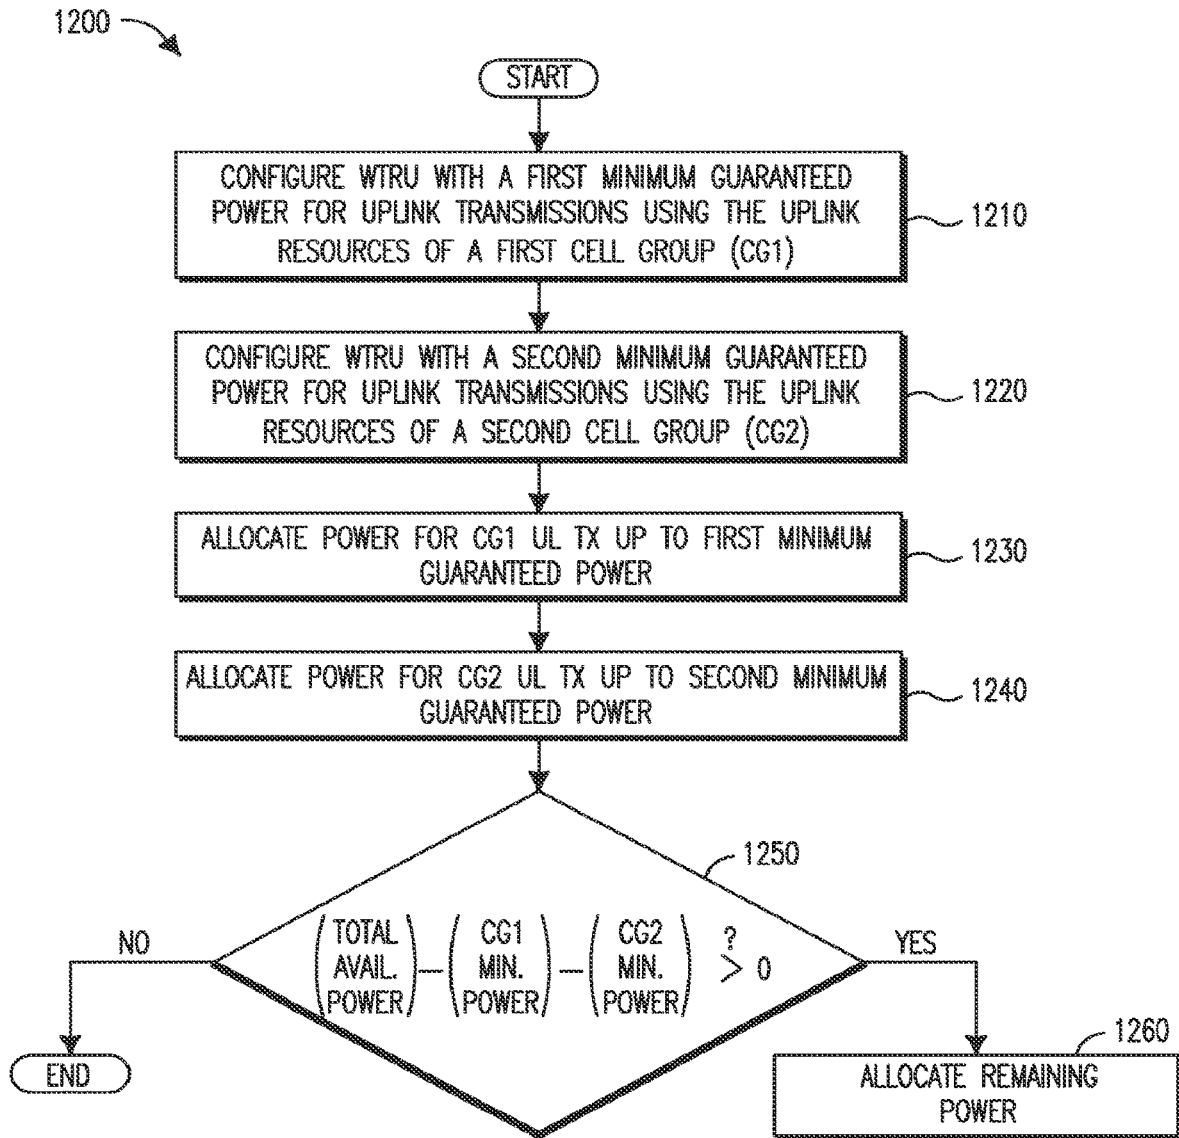 1200
START
CONFIGURE WTRU WITH A FIRST MINIMUM GUARANTEED
POWER FOR UPLINK TRANSMISSIONS USING THE UPLINK
RESOURCES OF A FIRST CELL GROUP (CG1)
1210
CONFIGURE WTRU WITH A SECOND MINIMUM GUARANTEED
POWER FOR UPLINK TRANSMISSIONS USING THE UPLINK
RESOURCES OF A SECOND CELL GROUP (CG2)
1220
ALLOCATE POWER FOR CG1 UL TX UP TO FIRST MINIMUM
GUARANTEED POWER
1230
ALLOCATE POWER FOR CG2 UL TX UP TO SECOND MINIMUM
GUARANTEED POWER
1240
1250
(TOTAL AVAIL. POWER) – (CG1 MIN. POWER) – (CG2 MIN. POWER) ? > 0
NO
YES
END
1260
ALLOCATE REMAINING
POWER